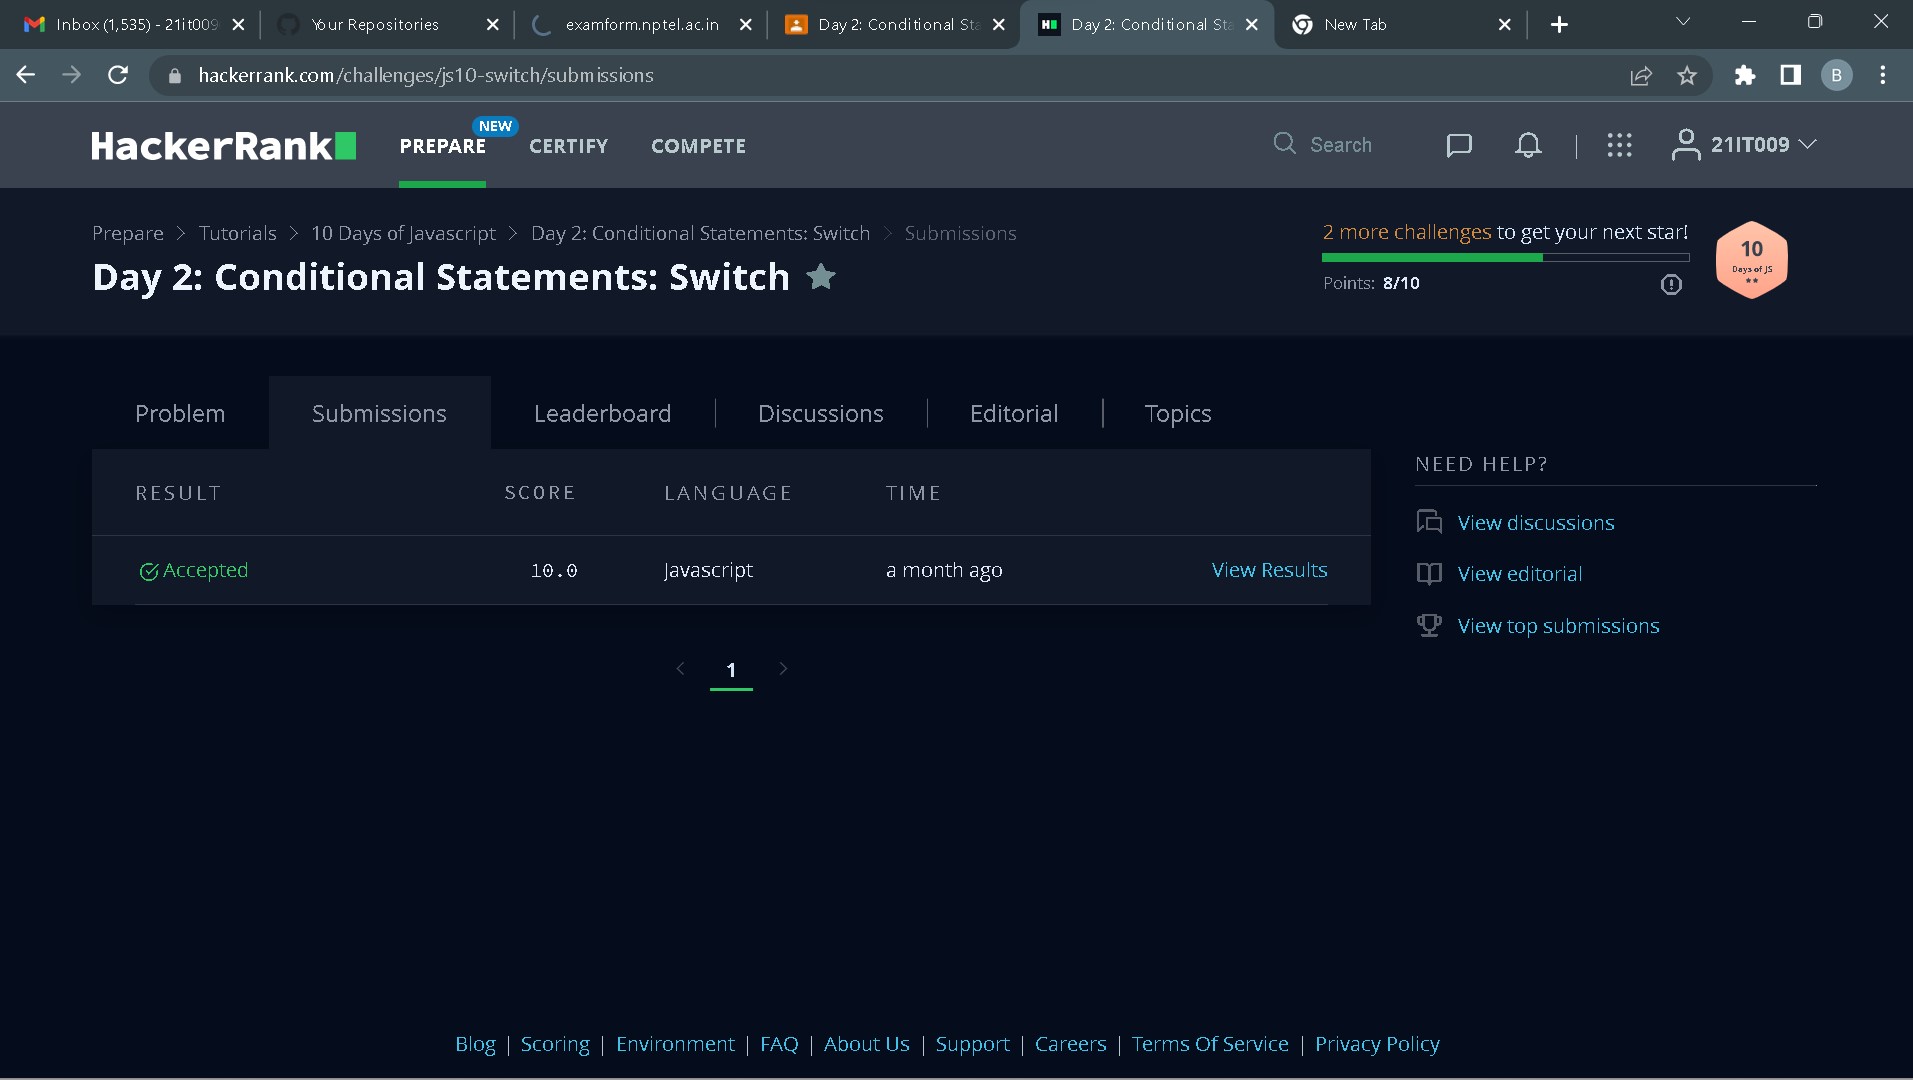 Inbox (1,535) - 21it009
Your Repositories
examform.nptel.ac.in
Day 2: Conditional Sta
Day 2: Conditional Sta
New Tab
hackerrank.com/challenges/js10-switch/submissions
B
HackerRank
PREPARE
NEW
CERTIFY
COMPETE
Search
21IT009
Prepare > Tutorials > 10 Days of Javascript > Day 2: Conditional Statements: Switch > Submissions
Day 2: Conditional Statements: Switch
2 more challenges to get your next star!
Points: 8/10
10
Days of JS
Problem
Submissions
Leaderboard
Discussions
Editorial
Topics
RESULT SCORE LANGUAGE TIME
Accepted 10.0 Javascript a month ago View Results
1
NEED HELP?
View discussions
View editorial
View top submissions
Blog | Scoring | Environment | FAQ | About Us | Support | Careers | Terms Of Service | Privacy Policy